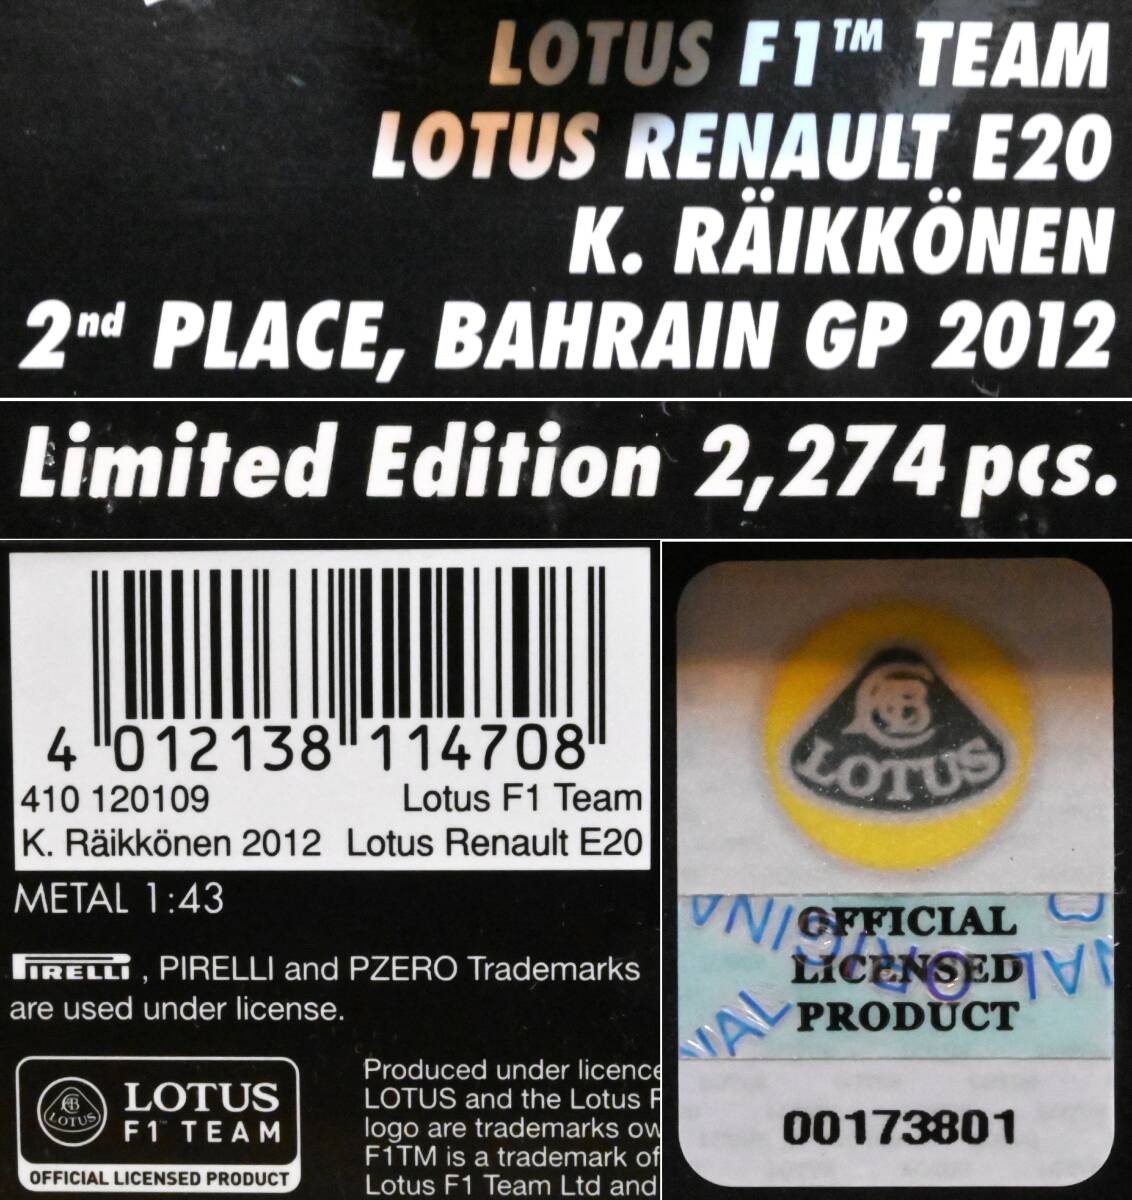 LOTUS F1™ TEAM
LOTUS RENAULT E20
K. RÄIKKÖNEN
2nd PLACE, BAHRAIN GP 2012
Limited Edition 2,274 pcs.
4 012138 114708
410 120109 Lotus F1 Team
K. Räikkönen 2012 Lotus Renault E20
METAL 1:43
PIRELLI, PIRELLI and PZERO Trademarks
are used under license.
LOTUS
LOTUS
F1™ TEAM
OFFICIAL LICENSED PRODUCT
Produced under licence
LOTUS and the Lotus F
logo are trademarks ow
F1TM is a trademark of
Lotus F1 Team Ltd and
LOTUS
OFFICIAL
LICENSED
PRODUCT
ORIGINAL
00173801